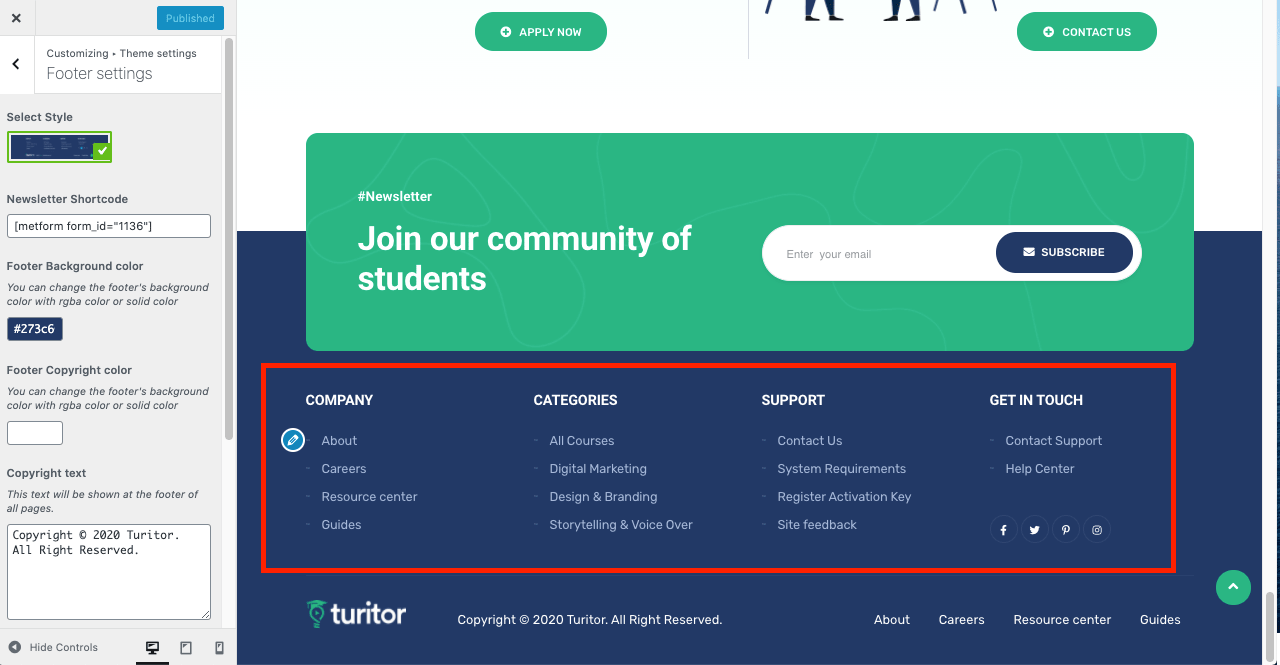 Published
Customizing ▸ Theme settings
Footer settings
Select Style
Newsletter Shortcode
[metform form_id="1136"]
Footer Background color
You can change the footer's background
color with rgba color or solid color
#273c6
Footer Copyright color
You can change the footer's background
color with rgba color or solid color
Copyright text
This text will be shown at the footer of
all pages.
Copyright © 2020 Turitor.
All Right Reserved.
Hide Controls
APPLY NOW
CONTACT US
#Newsletter
Join our community of
students
Enter your email
SUBSCRIBE
COMPANY
About
Careers
Resource center
Guides
CATEGORIES
All Courses
Digital Marketing
Design & Branding
Storytelling & Voice Over
SUPPORT
Contact Us
System Requirements
Register Activation Key
Site feedback
GET IN TOUCH
Contact Support
Help Center
turitor
Copyright © 2020 Turitor. All Right Reserved.
About Careers Resource center Guides